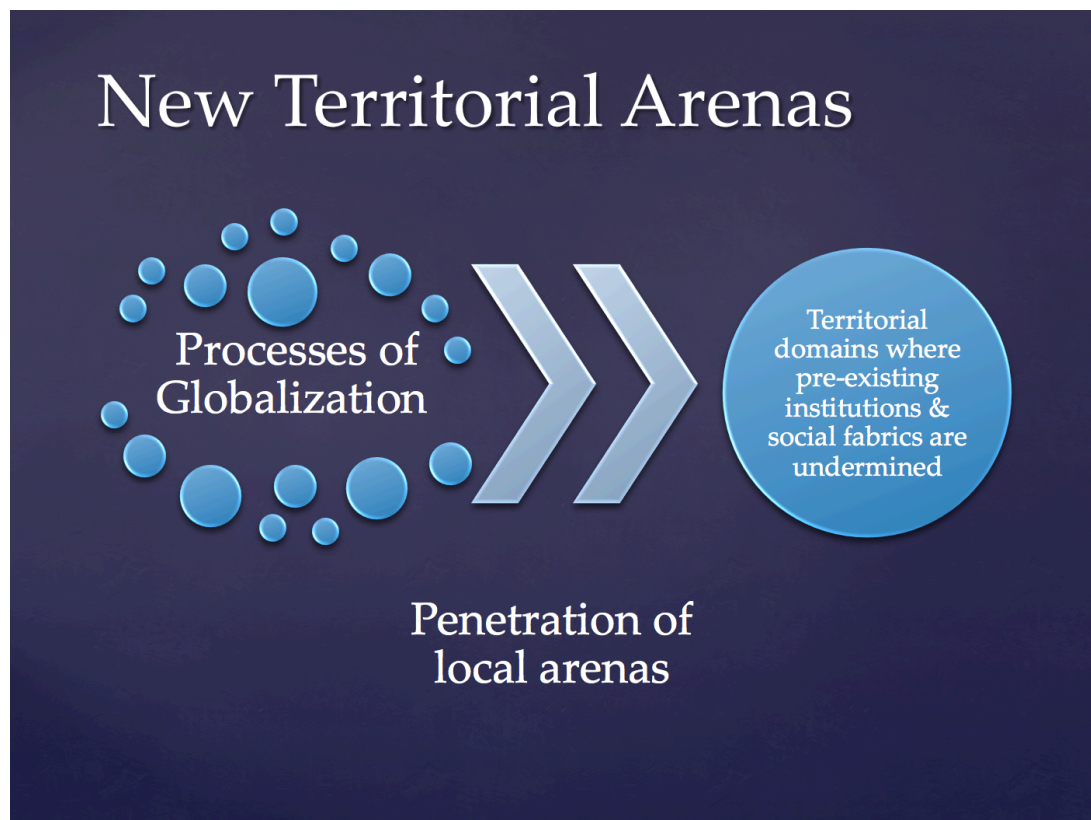 New Territorial Arenas
Processes of
Globalization
Territorial
domains where
pre-existing
institutions &
social fabrics are
undermined
Penetration of
local arenas